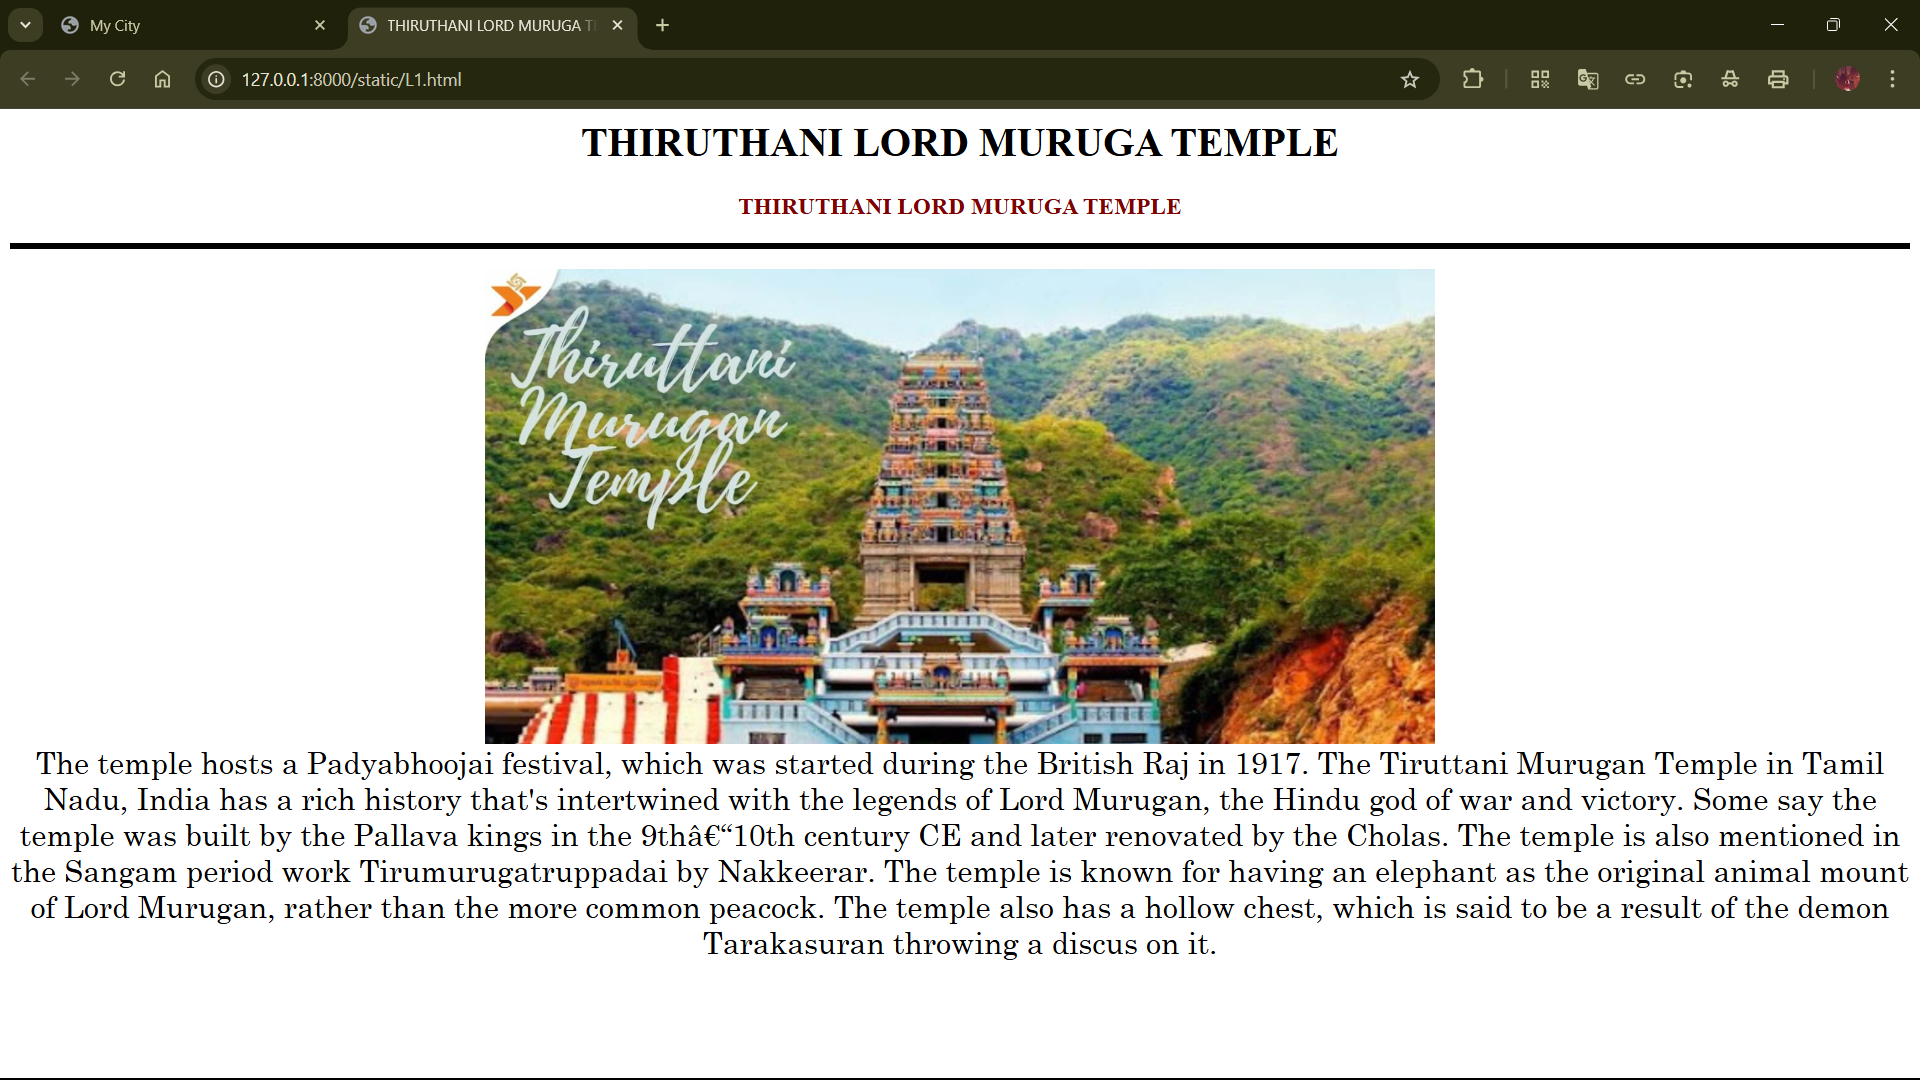 My City
THIRUTHANI LORD MURUGA T
127.0.0.1:8000/static/L1.html
THIRUTHANI LORD MURUGA TEMPLE
THIRUTHANI LORD MURUGA TEMPLE
Thiruttani
Murugan
Temple
The temple hosts a Padyabhoojai festival, which was started during the British Raj in 1917. The Tiruttani Murugan Temple in Tamil
Nadu, India has a rich history that's intertwined with the legends of Lord Murugan, the Hindu god of war and victory. Some say the
temple was built by the Pallava kings in the 9thâ€“10th century CE and later renovated by the Cholas. The temple is also mentioned in
the Sangam period work Tirumurugatruppadai by Nakkeerar. The temple is known for having an elephant as the original animal mount
of Lord Murugan, rather than the more common peacock. The temple also has a hollow chest, which is said to be a result of the demon
Tarakasuran throwing a discus on it.